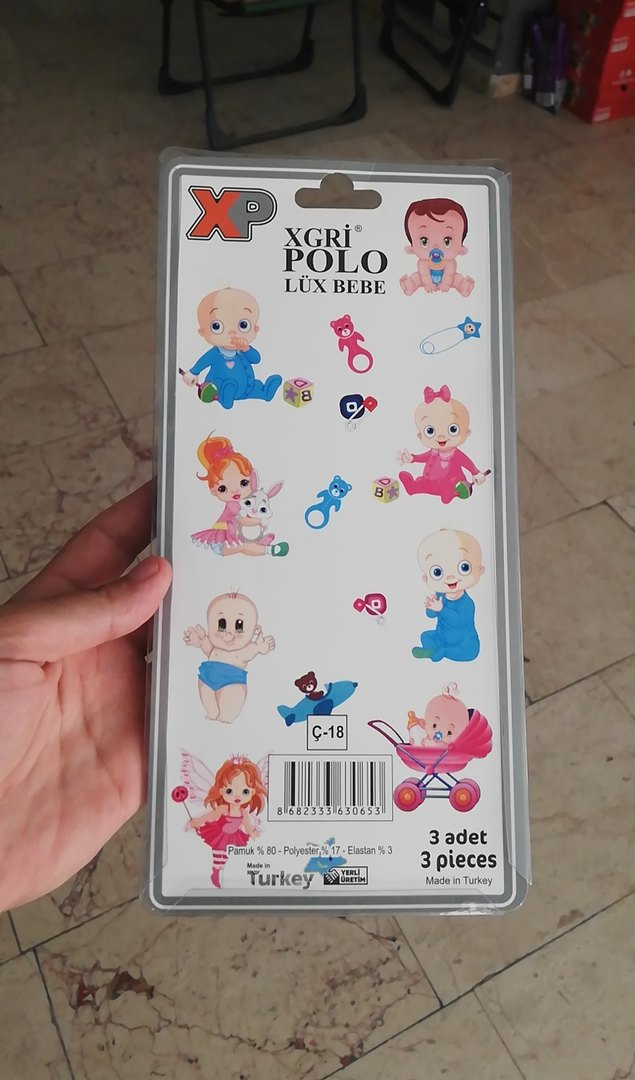 XP
XGRİ®
POLO
LÜX BEBE
B
B
Ç-18
8 682333 630653
3 adet
3 pieces
Pamuk % 80 - Polyester % 17 - Elastan % 3
Made in
Turkey
YERLİ
ÜRETİM
Made in Turkey